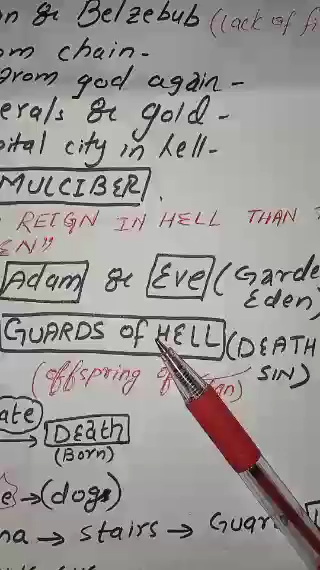 & Belzebub (lack of
om chain-
from god again -
erals & gold -
pital city in hell-
MULCIBER
REIGN IN HELL THAN
EN"
Adam & Eve (Garde
Eden)
GUARDS of HELL (DEATH
(offspring of SIN)
ate
Death
(Born)
e → (dogs)
na → stairs → Guar